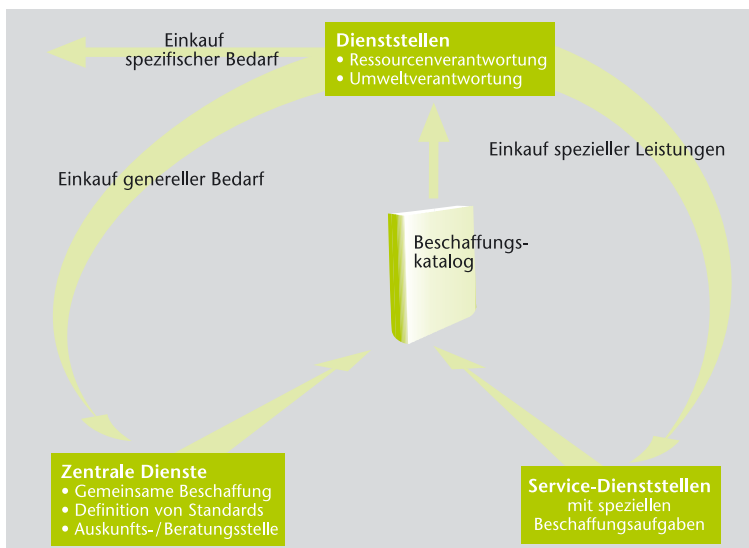 Einkauf
spezifischer Bedarf
Dienststellen
• Ressourcenverantwortung
• Umweltverantwortung
Einkauf spezieller Leistungen
Einkauf genereller Bedarf
Beschaffungs-
katalog
Zentrale Dienste
• Gemeinsame Beschaffung
• Definition von Standards
• Auskunfts-/Beratungsstelle
Service-Dienststellen
mit speziellen
Beschaffungsaufgaben